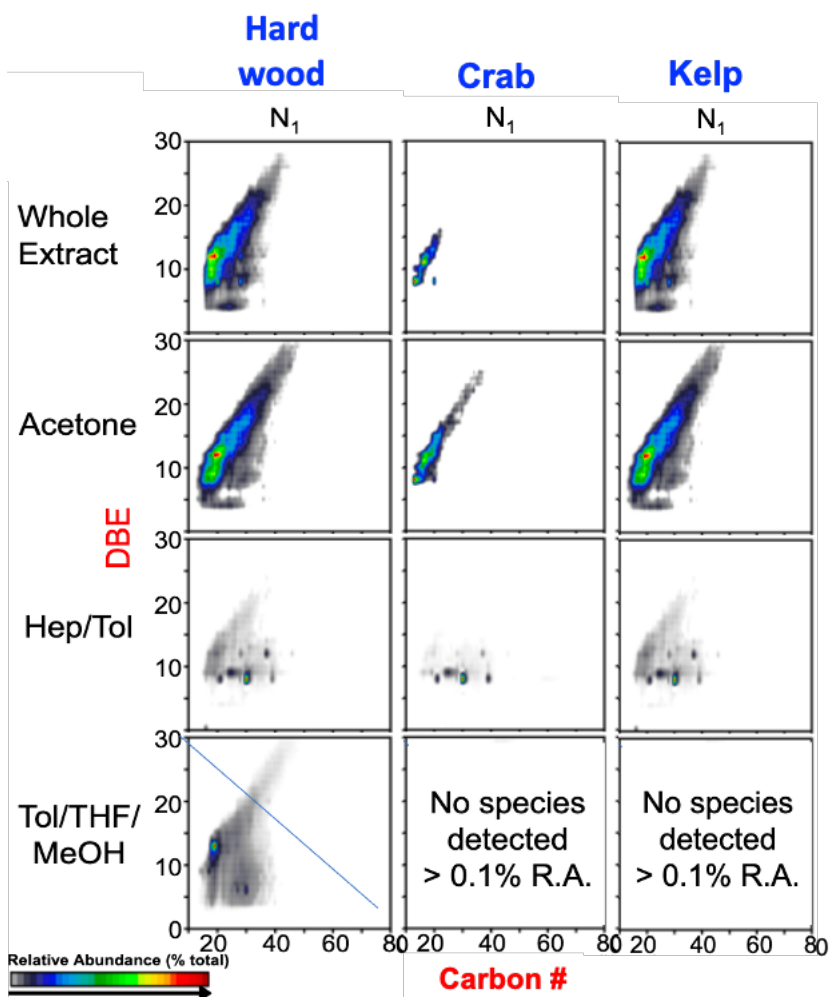 Hard
wood
Crab
Kelp
N₁
N₁
N₁
Whole
Extract
30
20
10
Acetone
30
20
10
DBE
Hep/Tol
30
20
10
Tol/THF/
MeOH
30
20
10
0
No species
detected
> 0.1% R.A.
No species
detected
> 0.1% R.A.
20 40 60 80
20 40 60 80
20 40 60 80
Relative Abundance (% total)
Carbon #